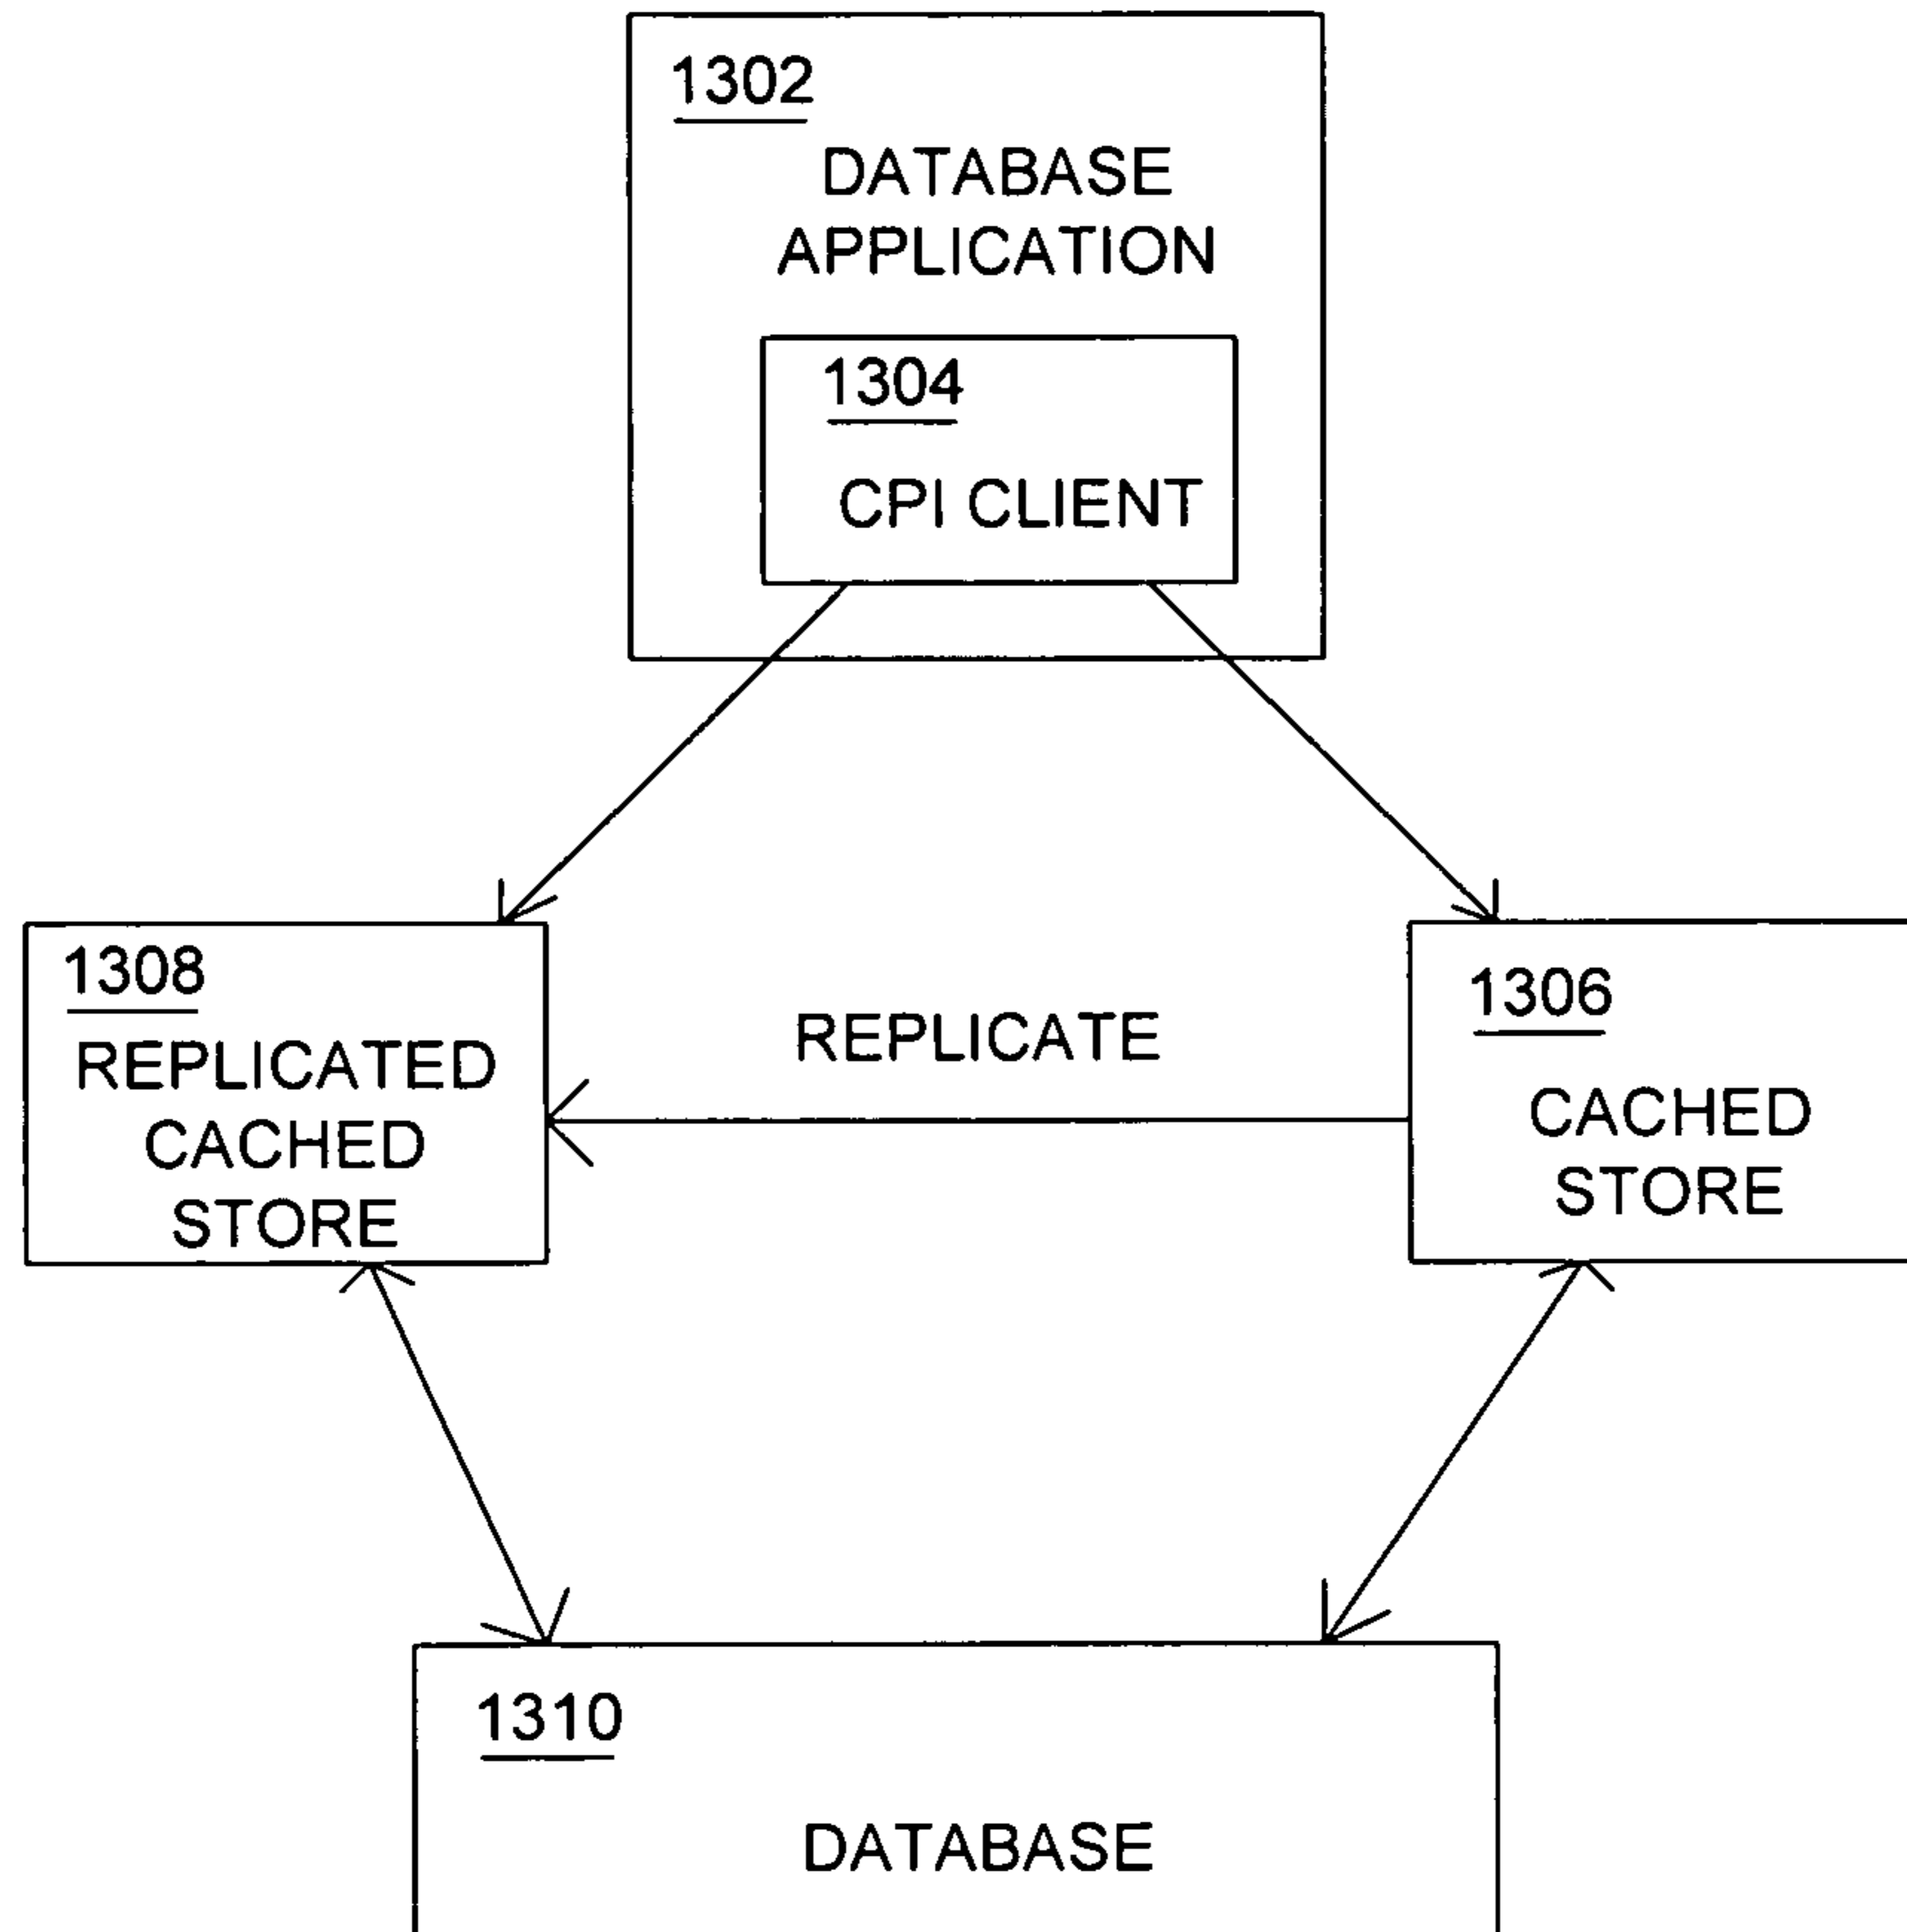 1302
DATABASE
APPLICATION
1304
CPI CLIENT
1308
REPLICATED
CACHED
STORE
REPLICATE
1306
CACHED
STORE
1310
DATABASE